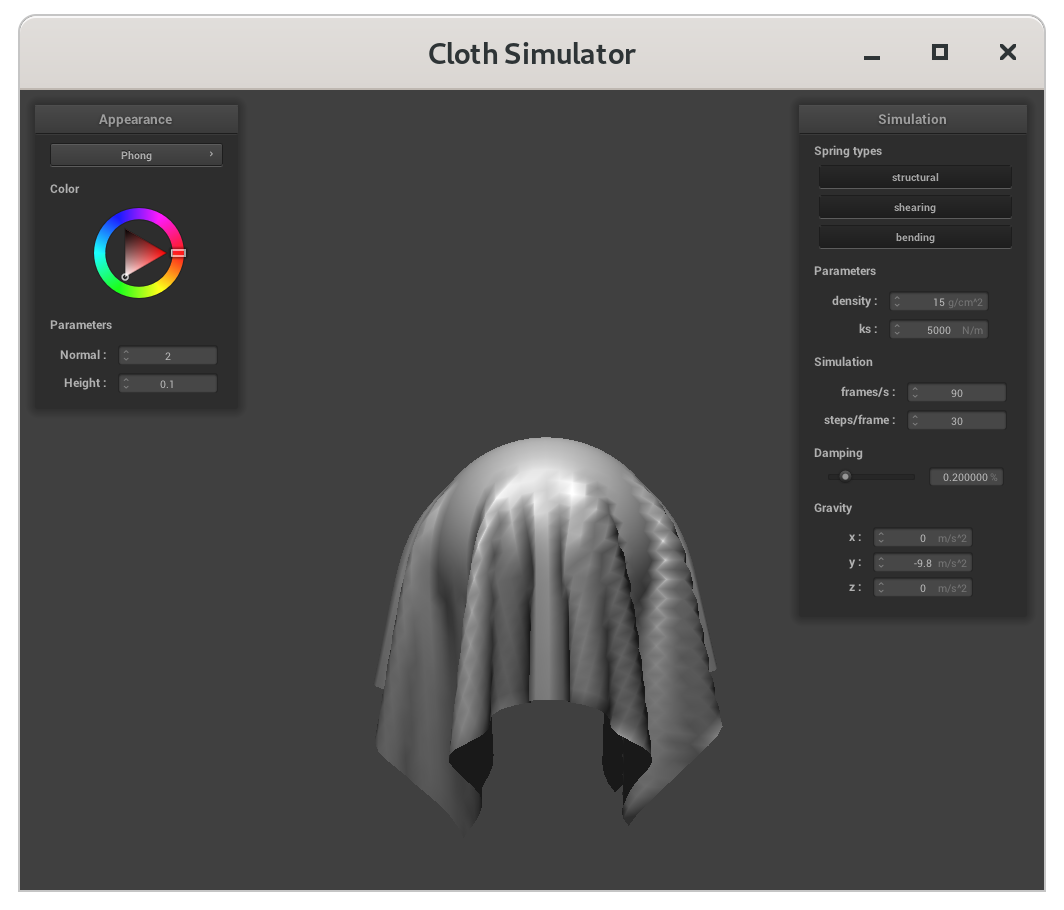 Cloth Simulator
Appearance
Phong
Color
Parameters
Normal : 2
Height : 0.1
Simulation
Spring types
structural
shearing
bending
Parameters
density : 15 g/cm^2
ks : 5000 N/m
Simulation
frames/s : 90
steps/frame : 30
Damping
0.200000 %
Gravity
x : 0 m/s^2
y : -9.8 m/s^2
z : 0 m/s^2